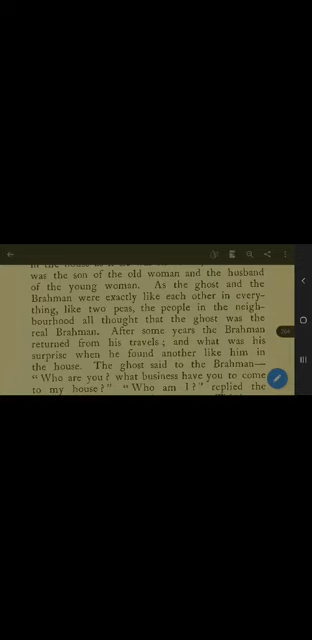 was the son of the old woman and the husband
of the young woman. As the ghost and the
Brahman were exactly like each other in every-
thing, like two peas, the people in the neigh-
bourhood all thought that the ghost was the
real Brahman. After some years the Brahman
returned from his travels; and what was his
surprise when he found another like him in
the house. The ghost said to the Brahman—
“Who are you? what business have you to come
to my house?” “Who am I?” replied the
264